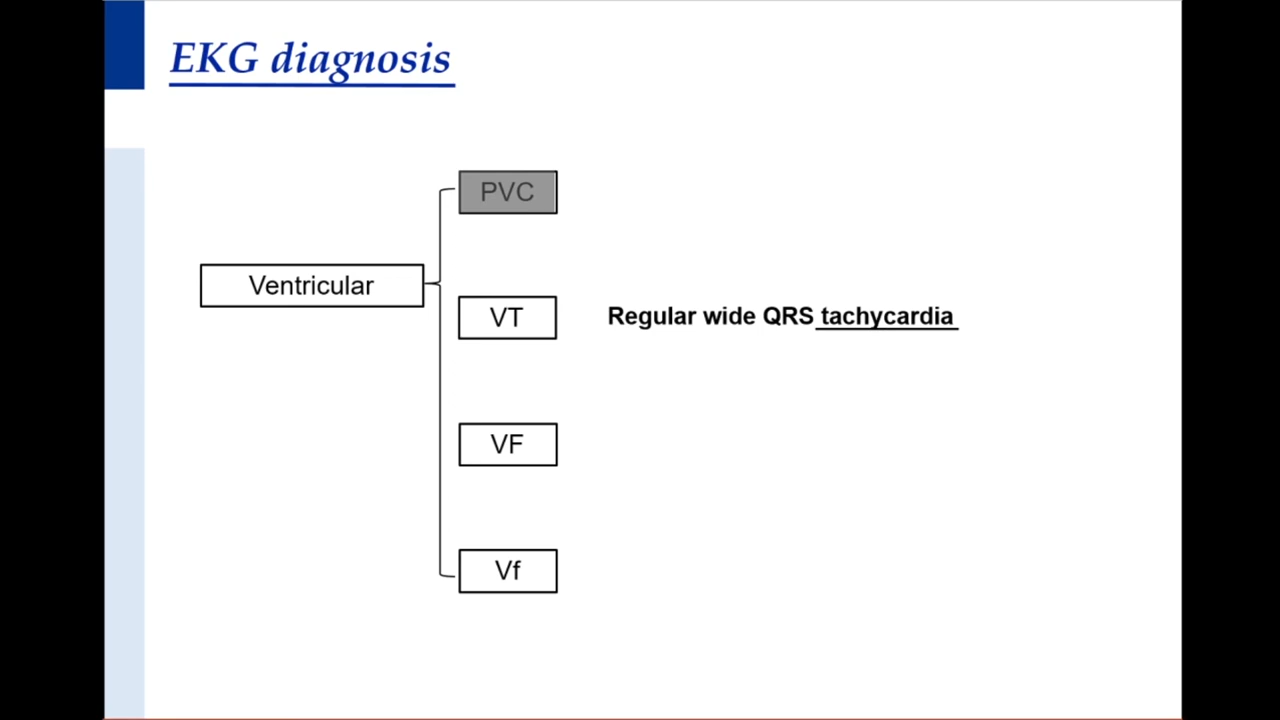 EKG diagnosis
PVC
Ventricular
VT
Regular wide QRS tachycardia
VF
Vf